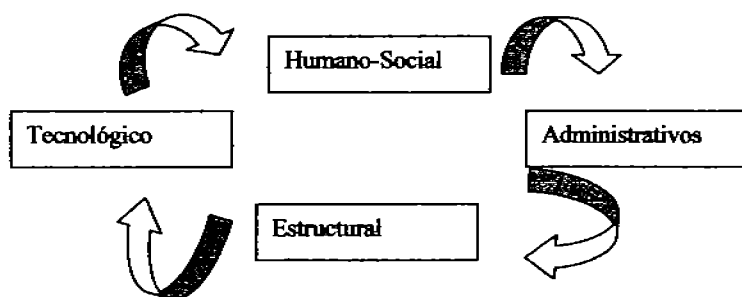 Humano-Social
Tecnológico
Administrativos
Estructural